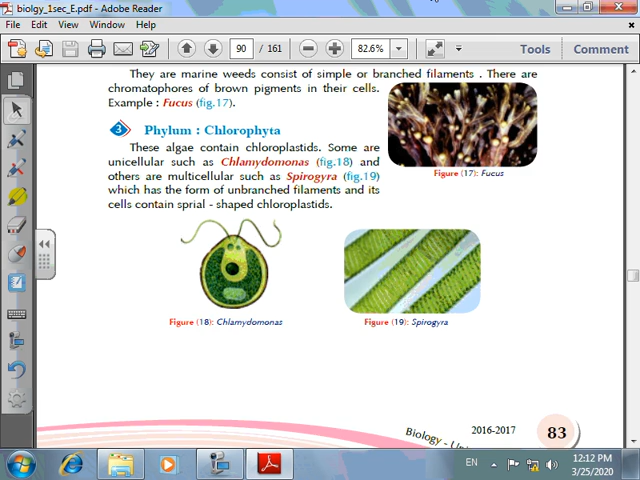 biolgy_1sec_E.pdf - Adobe Reader
File Edit View Window Help
90 / 161 82.6% Tools Comment
They are marine weeds consist of simple or branched filaments . There are
chromatophores of brown pigments in their cells.
Example : Fucus (fig.17).
Figure (17): Fucus
3 Phylum : Chlorophyta
These algae contain chloroplastids. Some are
unicellular such as Chlamydomonas (fig.18) and
others are multicellular such as Spirogyra (fig.19)
which has the form of unbranched filaments and its
cells contain sprial - shaped chloroplastids.
Figure (18): Chlamydomonas
Figure (19): Spirogyra
Biology - 
2016-2017
83
EN
12:12 PM
3/25/2020